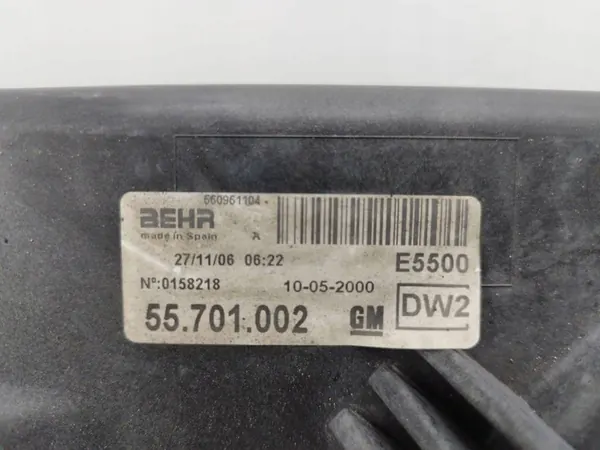 660961104
BEHR
made in Spain A
27/11/06 06:22 E5500
Nº:0158218 10-05-2000
55.701.002 GM DW2